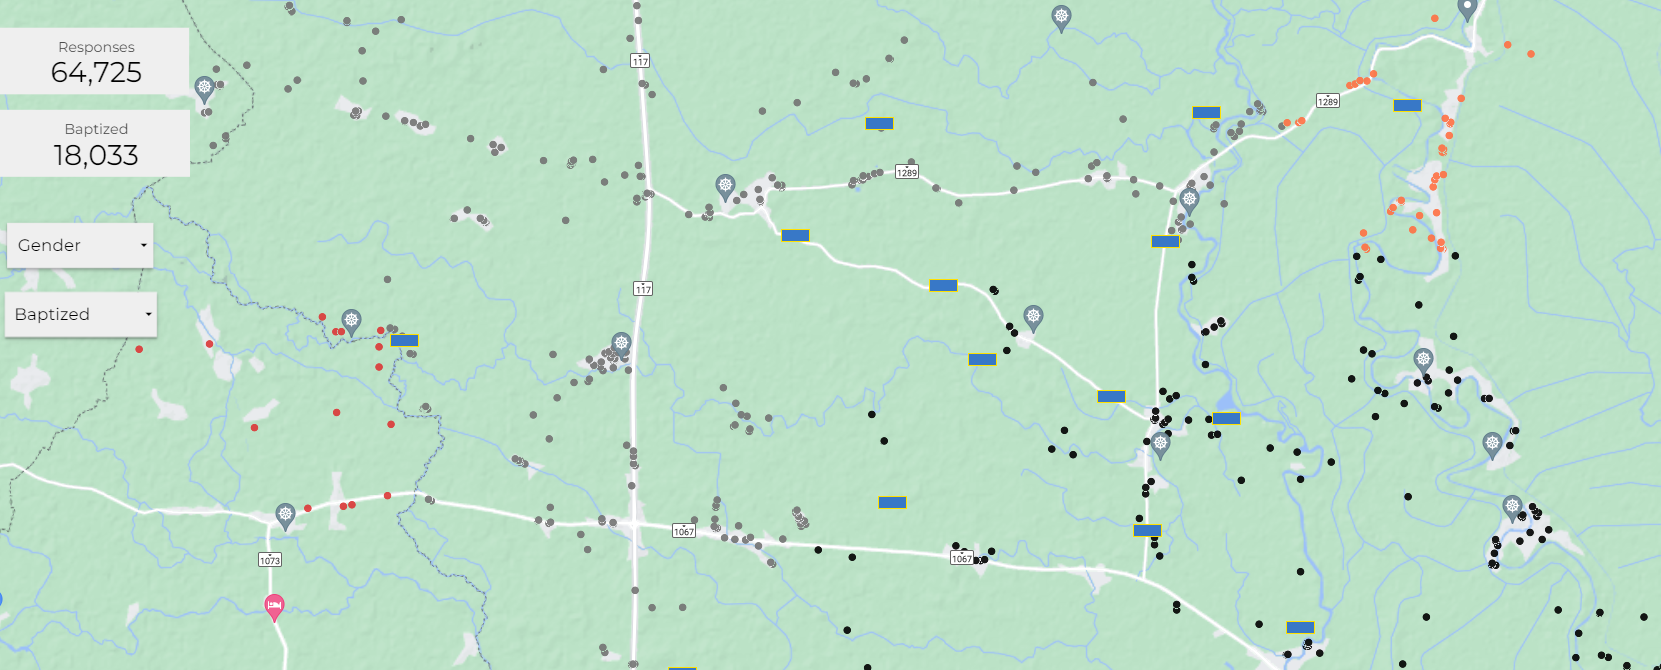 Responses
64,725
Baptized
18,033
Gender
Baptized
117
1289
1289
117
1067
1067
1073